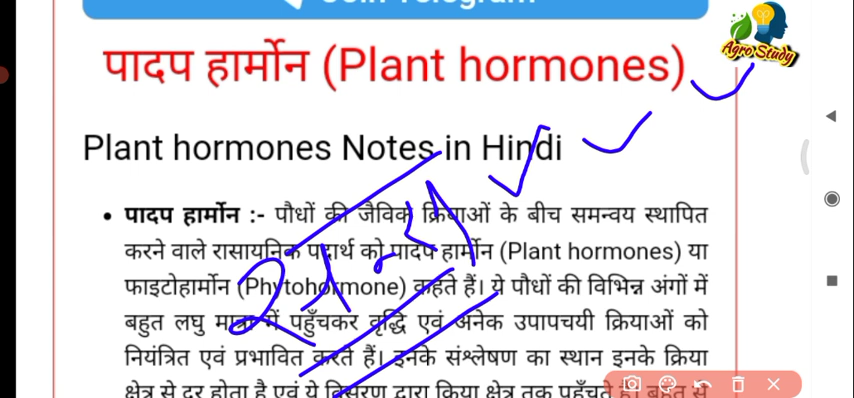 Join Telegram
Agro Study
पादप हार्मोन (Plant hormones)
Plant hormones Notes in Hindi
• पादप हार्मोन :- पौधों की जैविक क्रियाओं के बीच समन्वय स्थापित
करने वाले रासायनिक पदार्थ को पादप हार्मोन (Plant hormones) या
फाइटोहार्मोन (Phytohormone) कहते हैं। ये पौधों की विभिन्न अंगों में
बहुत लघु मात्रा में पहुँचकर वृद्धि एवं अनेक उपापचयी क्रियाओं को
नियंत्रित एवं प्रभावित करते हैं। इनके संश्लेषण का स्थान इनके क्रिया
क्षेत्र से दूर होता है एवं ये विसरण द्वारा क्रिया क्षेत्र तक पहुँचते हैं। बहुत से